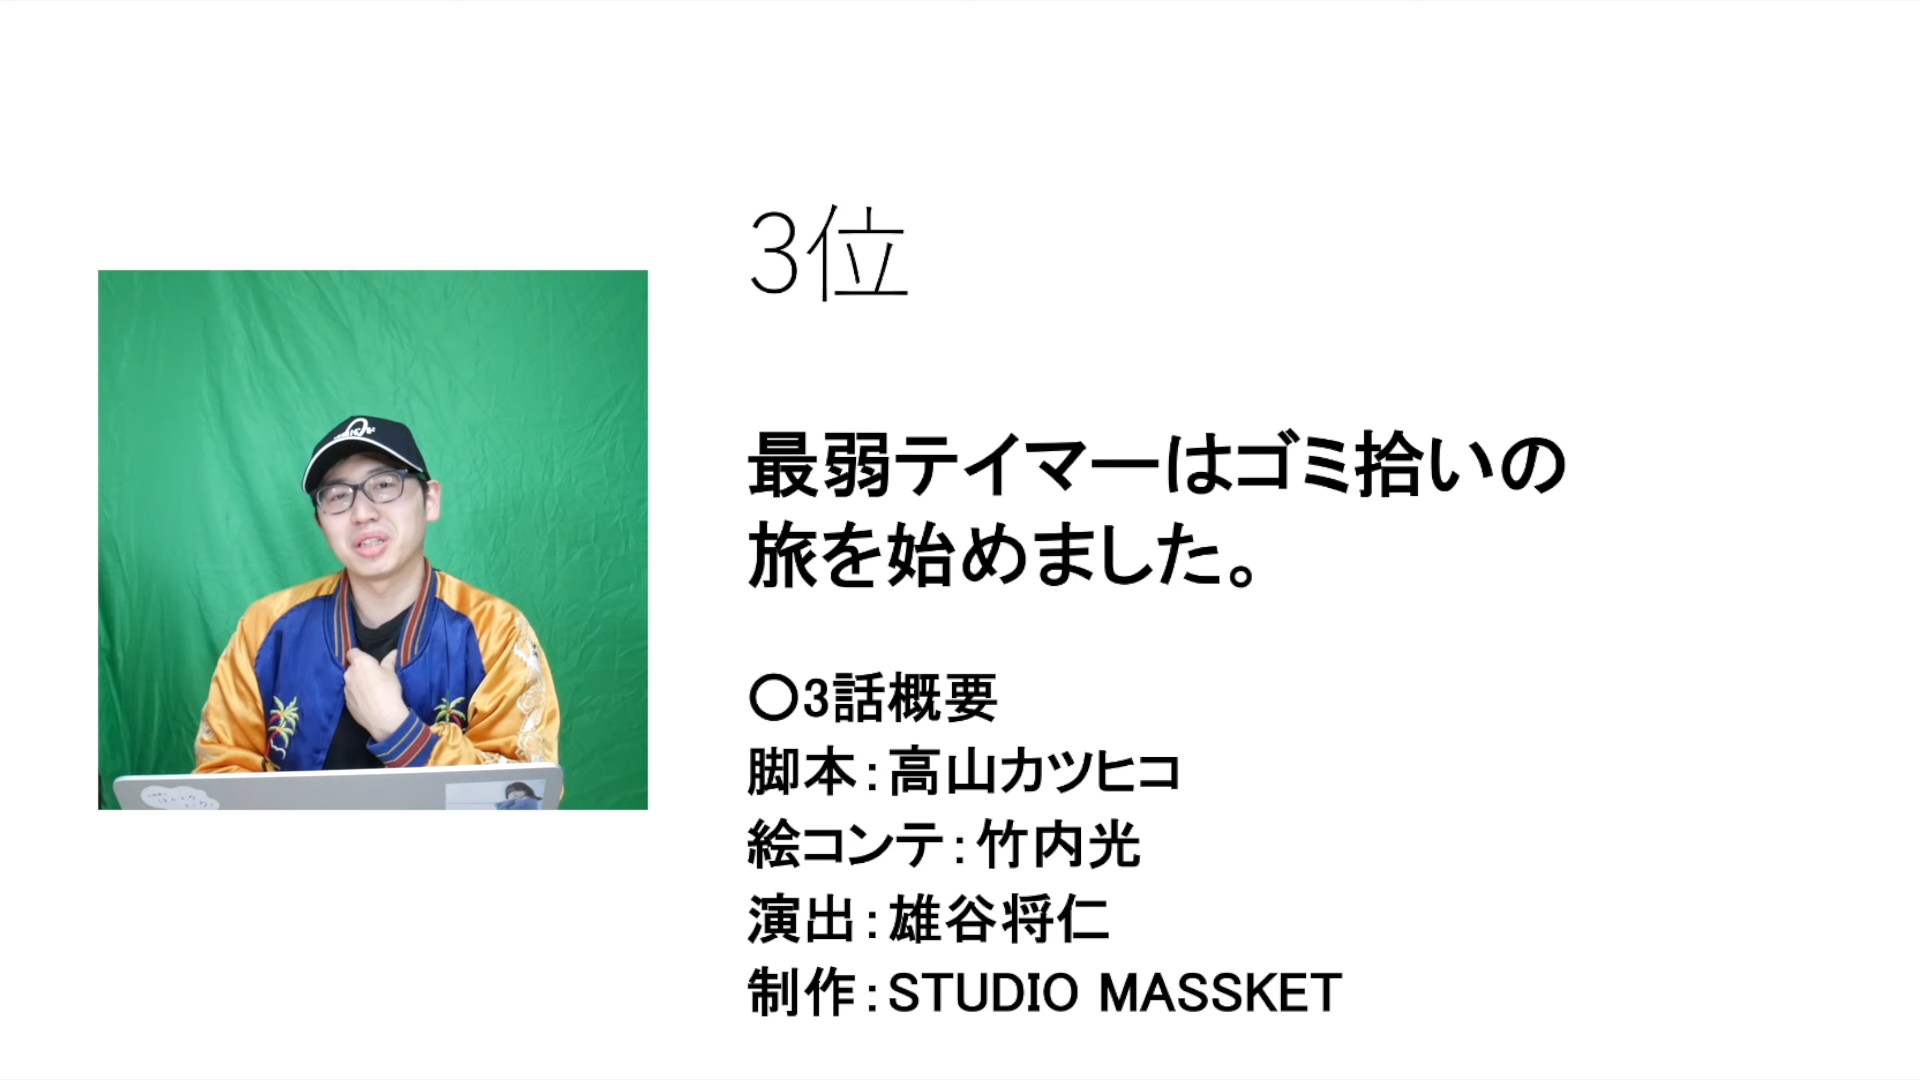 3位
最弱テイマーはゴミ拾いの
旅を始めました。
〇3話概要
脚本：高山カツヒコ
絵コンテ：竹内光
演出：雄谷将仁
制作：STUDIO MASSKET